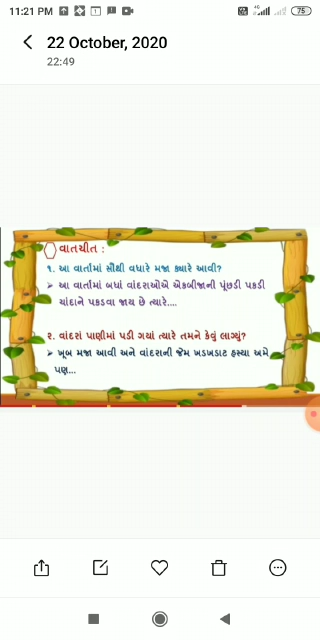 11:21 PM
75
22 October, 2020
22:49
વાતચીત :
૧. આ વાર્તામાં સૌથી વધારે મજા ક્યારે આવી?
➤ આ વાર્તામાં બધાં વાંદરાઓએ એકબીજાની પૂંછડી પકડી
ચાંદાને પકડવા જાય છે ત્યારે....
૨. વાંદરાં પાણીમાં પડી ગયાં ત્યારે તમને કેવું લાગ્યું?
➤ ખૂબ મજા આવી અને વાંદરાની જેમ ખડખડાટ હસ્યા અમે
પણ...